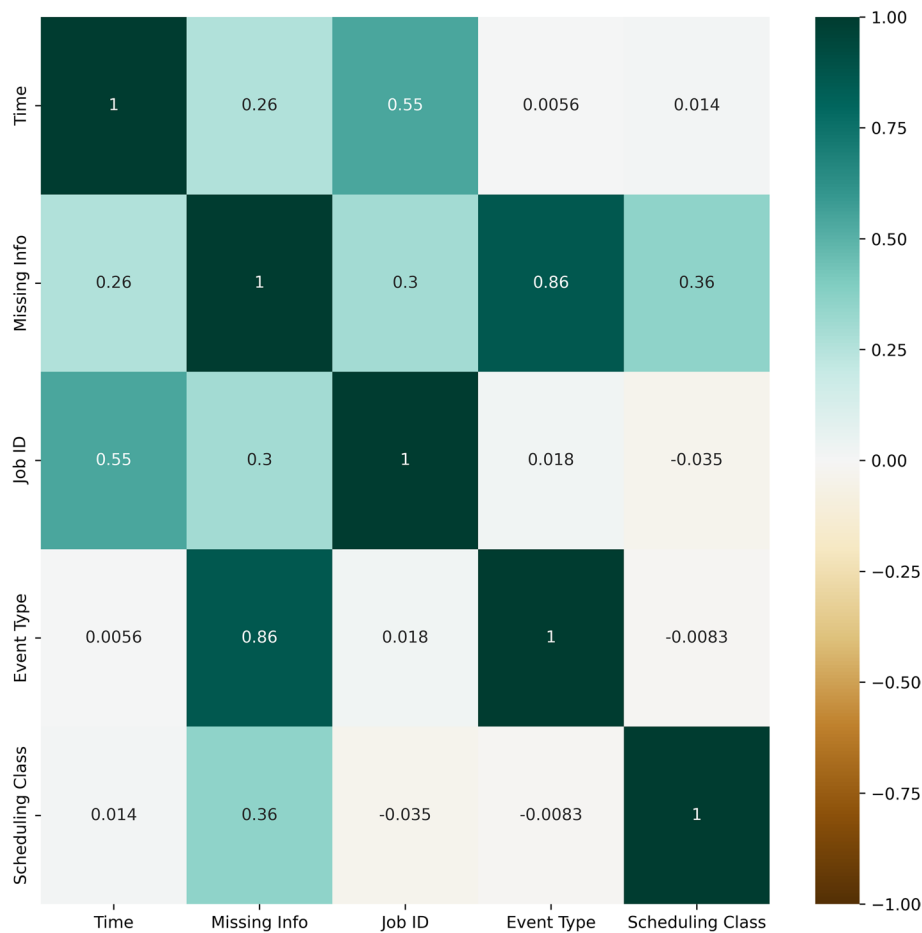 1.00
Time 1 0.26 0.55 0.0056 0.014
0.75
Missing Info 0.26 1 0.3 0.86 0.36
0.50
0.25
Job ID 0.55 0.3 1 0.018 -0.035
0.00
−0.25
Event Type 0.0056 0.86 0.018 1 -0.0083
−0.50
Scheduling Class 0.014 0.36 -0.035 -0.0083 1
−0.75
−1.00
Time Missing Info Job ID Event Type Scheduling Class